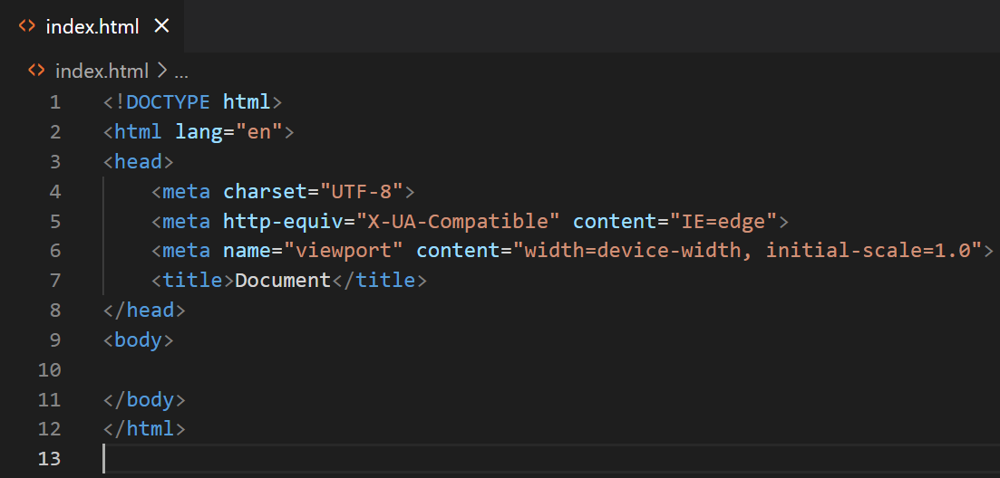 index.html
index.html > ...
1 <!DOCTYPE html>
2 <html lang="en">
3 <head>
4     <meta charset="UTF-8">
5     <meta http-equiv="X-UA-Compatible" content="IE=edge">
6     <meta name="viewport" content="width=device-width, initial-scale=1.0">
7     <title>Document</title>
8 </head>
9 <body>
10
11 </body>
12 </html>
13